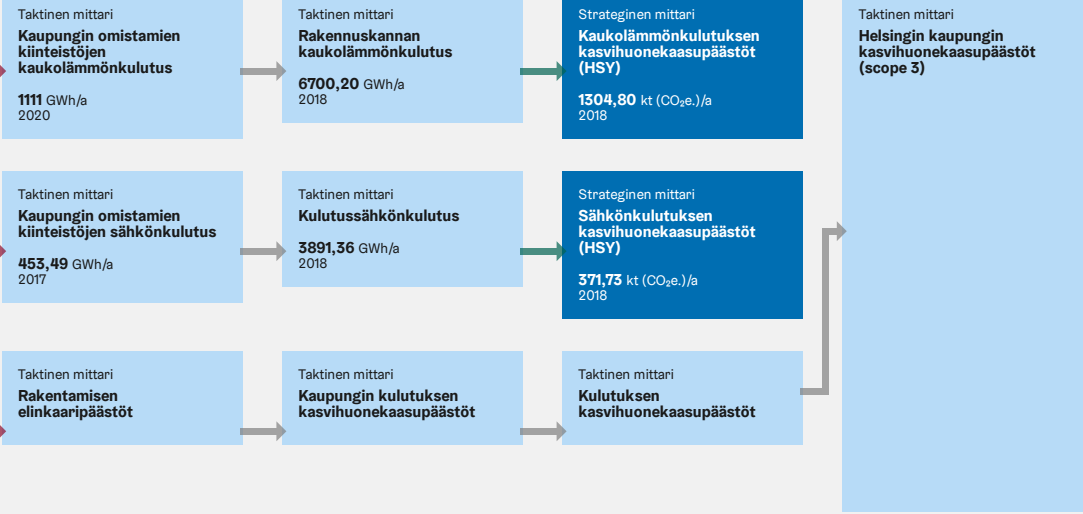 Taktinen mittari
Kaupungin omistamien
kiinteistöjen
kaukolämmönkulutus
1111 GWh/a
2020
Taktinen mittari
Rakennuskannan
kaukolämmönkulutus
6700,20 GWh/a
2018
Strateginen mittari
Kaukolämmönkulutuksen
kasvihuonekaasupäästöt
(HSY)
1304,80 kt (CO₂e.)/a
2018
Taktinen mittari
Helsingin kaupungin
kasvihuonekaasupäästöt
(scope 3)
Taktinen mittari
Kaupungin omistamien
kiinteistöjen sähkönkulutus
453,49 GWh/a
2017
Taktinen mittari
Kulutussähkönkulutus
3891,36 GWh/a
2018
Strateginen mittari
Sähkönkulutuksen
kasvihuonekaasupäästöt
(HSY)
371,73 kt (CO₂e.)/a
2018
Taktinen mittari
Rakentamisen
elinkaaripäästöt
Taktinen mittari
Kaupungin kulutuksen
kasvihuonekaasupäästöt
Taktinen mittari
Kulutuksen
kasvihuonekaasupäästöt